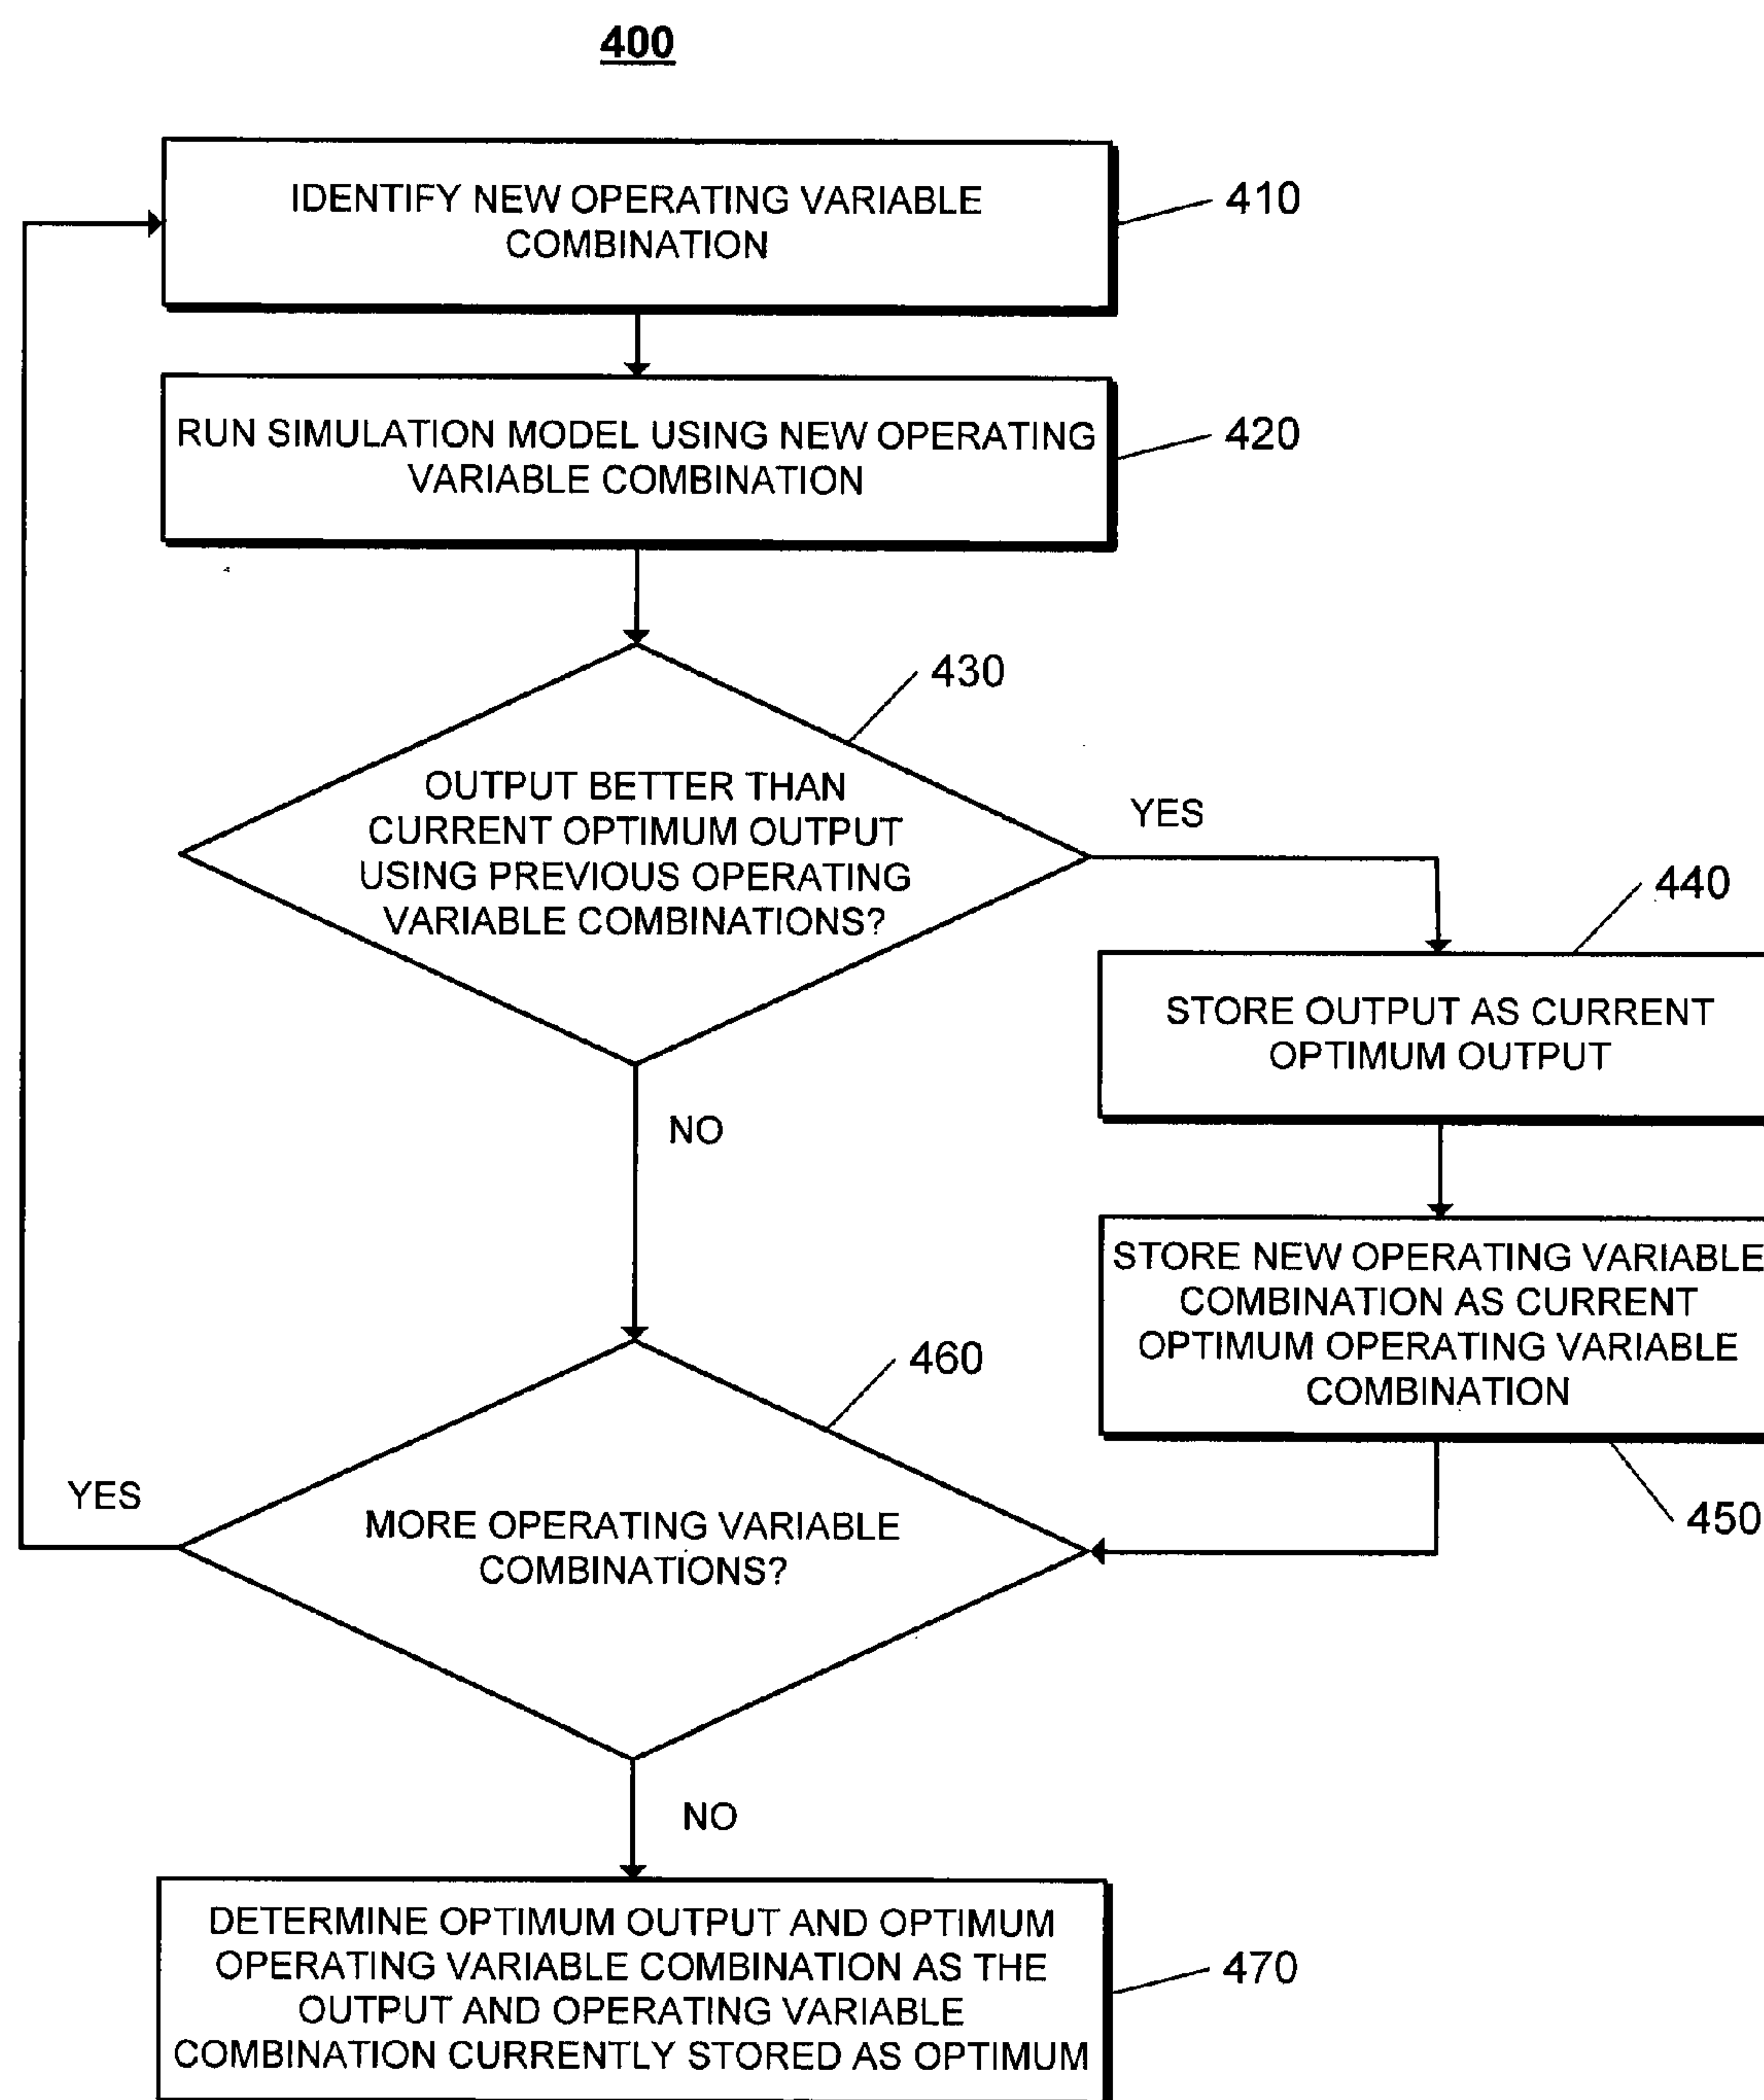 400
IDENTIFY NEW OPERATING VARIABLE
COMBINATION
410
RUN SIMULATION MODEL USING NEW OPERATING
VARIABLE COMBINATION
420
430
OUTPUT BETTER THAN
CURRENT OPTIMUM OUTPUT
USING PREVIOUS OPERATING
VARIABLE COMBINATIONS?
YES
440
STORE OUTPUT AS CURRENT
OPTIMUM OUTPUT
NO
STORE NEW OPERATING VARIABLE
COMBINATION AS CURRENT
OPTIMUM OPERATING VARIABLE
COMBINATION
450
460
YES
MORE OPERATING VARIABLE
COMBINATIONS?
NO
DETERMINE OPTIMUM OUTPUT AND OPTIMUM
OPERATING VARIABLE COMBINATION AS THE
OUTPUT AND OPERATING VARIABLE
COMBINATION CURRENTLY STORED AS OPTIMUM
470